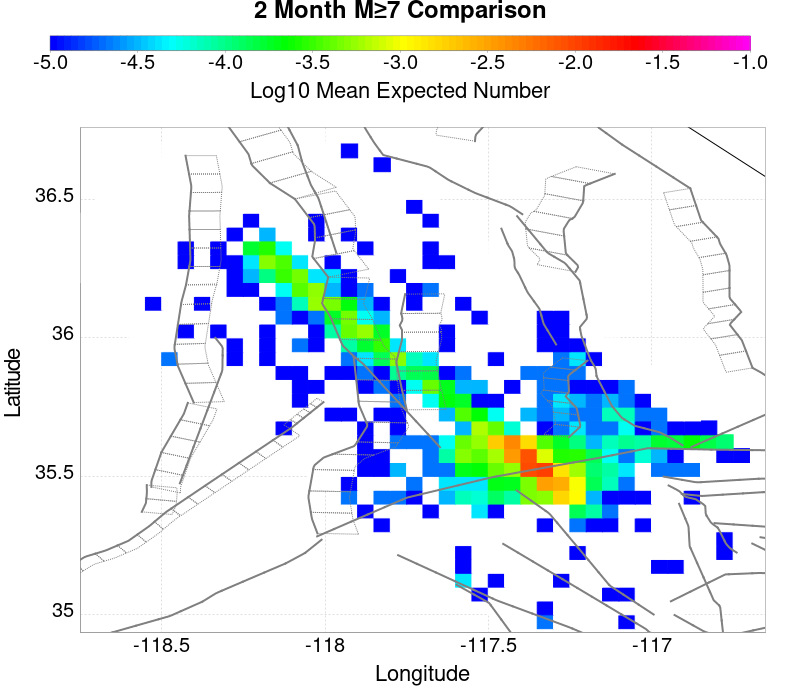 2 Month M≥7 Comparison
-5.0 -4.5 -4.0 -3.5 -3.0 -2.5 -2.0 -1.5 -1.0
Log10 Mean Expected Number
36.5
36
35.5
35
Latitude
-118.5 -118 -117.5 -117
Longitude